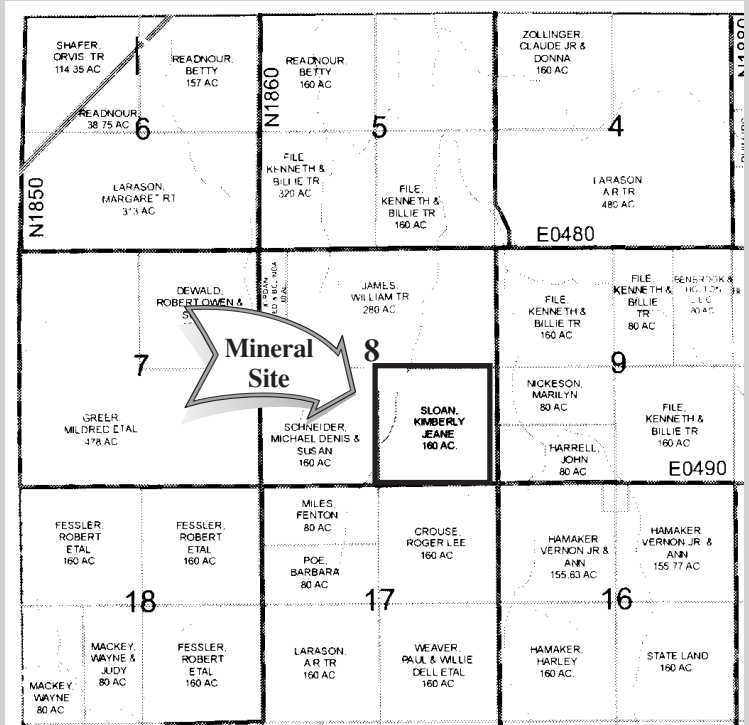 SHAFER,
ORVIS TR
114 35 AC
READNOUR,
BETTY
157 AC
READNOUR
38 75 AC
6
N1850
LARASON,
MARGARET RT
313 AC
N1860
READNOUR,
BETTY
160 AC
5
FILE,
KENNETH &
BILLIE TR
320 AC
FILE,
KENNETH &
BILLIE TR
160 AC
ZOLLINGER,
CLAUDE JR &
DONNA
160 AC
4
LARASON
A R TR
480 AC
N1880
E0480
DEWALD,
ROBERT OWEN &
7
GREER,
MILDRED ETAL
478 AC
JAMES,
WILLIAM TR
280 AC
8
Mineral
Site
SCHNEIDER,
MICHAEL DENIS &
SUSAN
160 AC
SLOAN,
KIMBERLY
JEANE
160 AC.
FILE,
KENNETH &
BILLIE TR
160 AC
FILE,
KENNETH &
BILLIE
TR
80 AC
80 AC
9
NICKESON,
MARILYN
80 AC
HARRELL,
JOHN
80 AC
FILE,
KENNETH &
BILLIE TR
160 AC
E0490
FESSLER,
ROBERT
ETAL
160 AC
FESSLER,
ROBERT
ETAL
160 AC
18
MACKEY,
WAYNE
80 AC
MACKEY,
WAYNE &
JUDY
80 AC
FESSLER,
ROBERT
ETAL
160 AC
MILES,
FENTON
80 AC
POE,
BARBARA
80 AC
CROUSE,
ROGER LEE
160 AC
17
LARASON,
A R TR
160 AC
WEAVER,
PAUL & WILLIE
DELL ETAL
160 AC
HAMAKER
VERNON JR &
ANN
155.63 AC
HAMAKER
VERNON JR &
ANN
155 77 AC
16
HAMAKER,
HARLEY
160 AC.
STATE LAND
160 AC